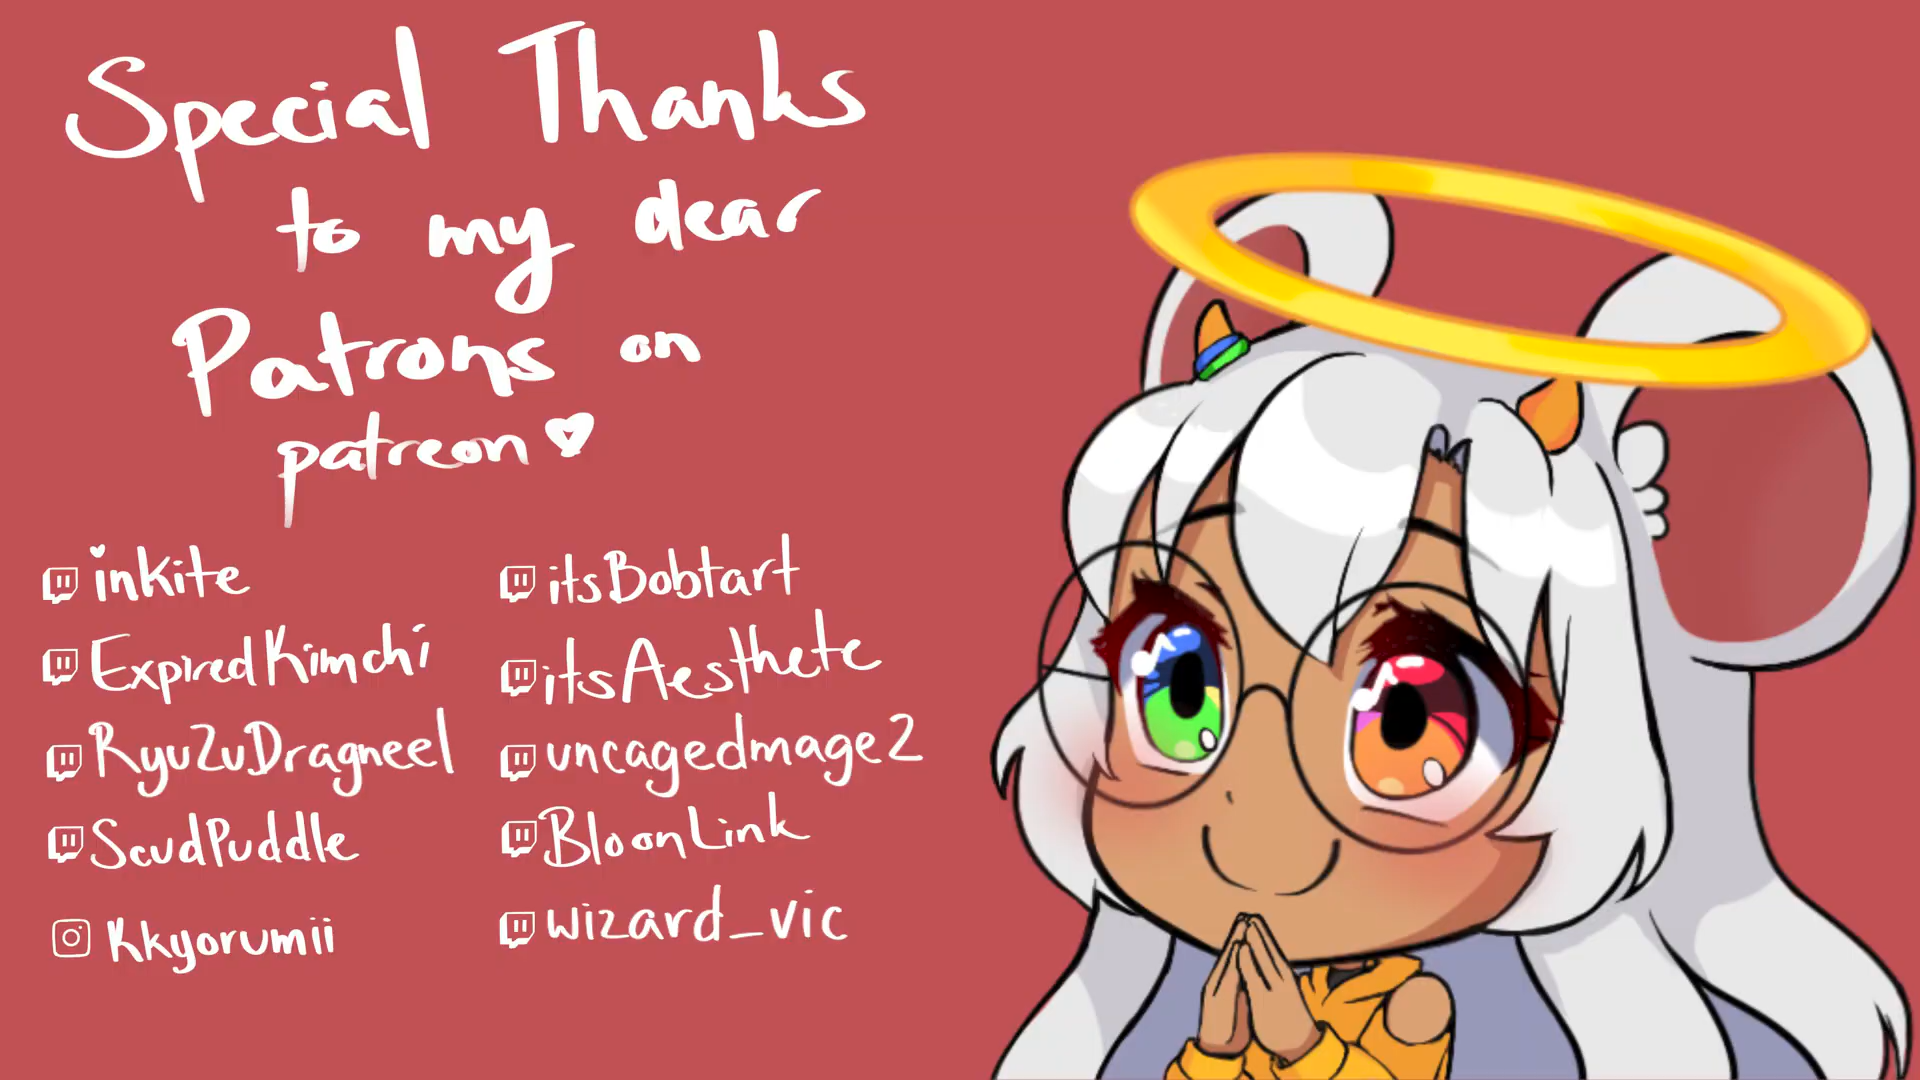 Special Thanks
to my dear
Patrons on
patreon
inkite
ExpiredKimchi
RyuZuDragneel
ScudPuddle
Kkyorumii
itsBobtart
itsAesthete
uncagedmage2
BloonLink
wizard_vic